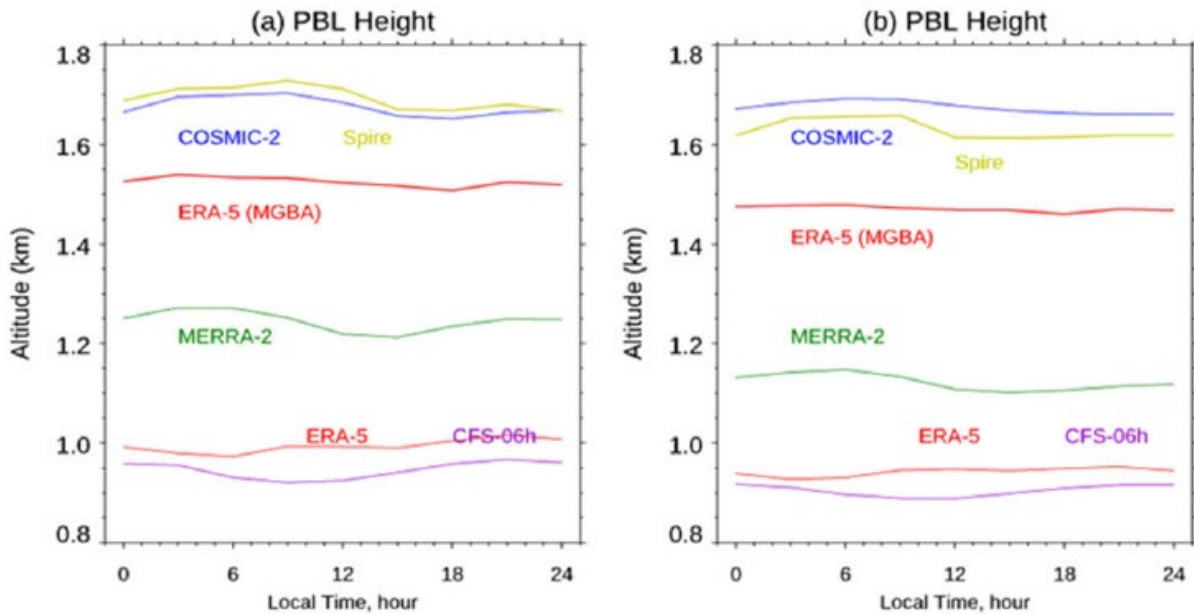 (a) PBL Height
1.8
1.6
1.4
1.2
1.0
0.8
Altitude (km)
COSMIC-2
Spire
ERA-5 (MGBA)
MERRA-2
ERA-5
CFS-06h
0 6 12 18 24
Local Time, hour
(b) PBL Height
1.8
1.6
1.4
1.2
1.0
0.8
Altitude (km)
COSMIC-2
Spire
ERA-5 (MGBA)
MERRA-2
ERA-5
CFS-06h
0 6 12 18 24
Local Time, hour